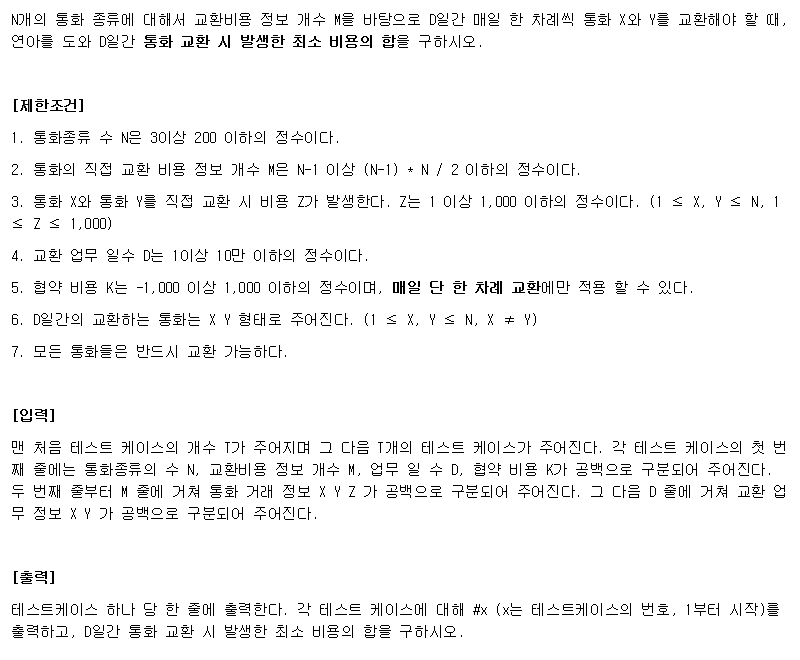 N개의 통화 종류에 대해서 교환비용 정보 개수 M을 바탕으로 D일간 매일 한 차례씩 통화 X와 Y를 교환해야 할 때,
연아를 도와 D일간 통화 교환 시 발생한 최소 비용의 합을 구하시오.
[제한조건]
1. 통화종류 수 N은 3이상 200 이하의 정수이다.
2. 통화의 직접 교환 비용 정보 개수 M은 N-1 이상 (N-1) * N / 2 이하의 정수이다.
3. 통화 X와 통화 Y를 직접 교환 시 비용 Z가 발생한다. Z는 1 이상 1,000 이하의 정수이다. (1 ≤ X, Y ≤ N, 1
≤ Z ≤ 1,000)
4. 교환 업무 일수 D는 1이상 10만 이하의 정수이다.
5. 협약 비용 K는 -1,000 이상 1,000 이하의 정수이며, 매일 단 한 차례 교환에만 적용 할 수 있다.
6. D일간의 교환하는 통화는 X Y 형태로 주어진다. (1 ≤ X, Y ≤ N, X ≠ Y)
7. 모든 통화들은 반드시 교환 가능하다.
[입력]
맨 처음 테스트 케이스의 개수 T가 주어지며 그 다음 T개의 테스트 케이스가 주어진다. 각 테스트 케이스의 첫 번
째 줄에는 통화종류의 수 N, 교환비용 정보 개수 M, 업무 일 수 D, 협약 비용 K가 공백으로 구분되어 주어진다.
두 번째 줄부터 M 줄에 거쳐 통화 거래 정보 X Y Z 가 공백으로 구분되어 주어진다. 그 다음 D 줄에 거쳐 교환 업
무 정보 X Y 가 공백으로 구분되어 주어진다.
[출력]
테스트케이스 하나 당 한 줄에 출력한다. 각 테스트 케이스에 대해 #x (x는 테스트케이스의 번호, 1부터 시작)를
출력하고, D일간 통화 교환 시 발생한 최소 비용의 합을 구하시오.